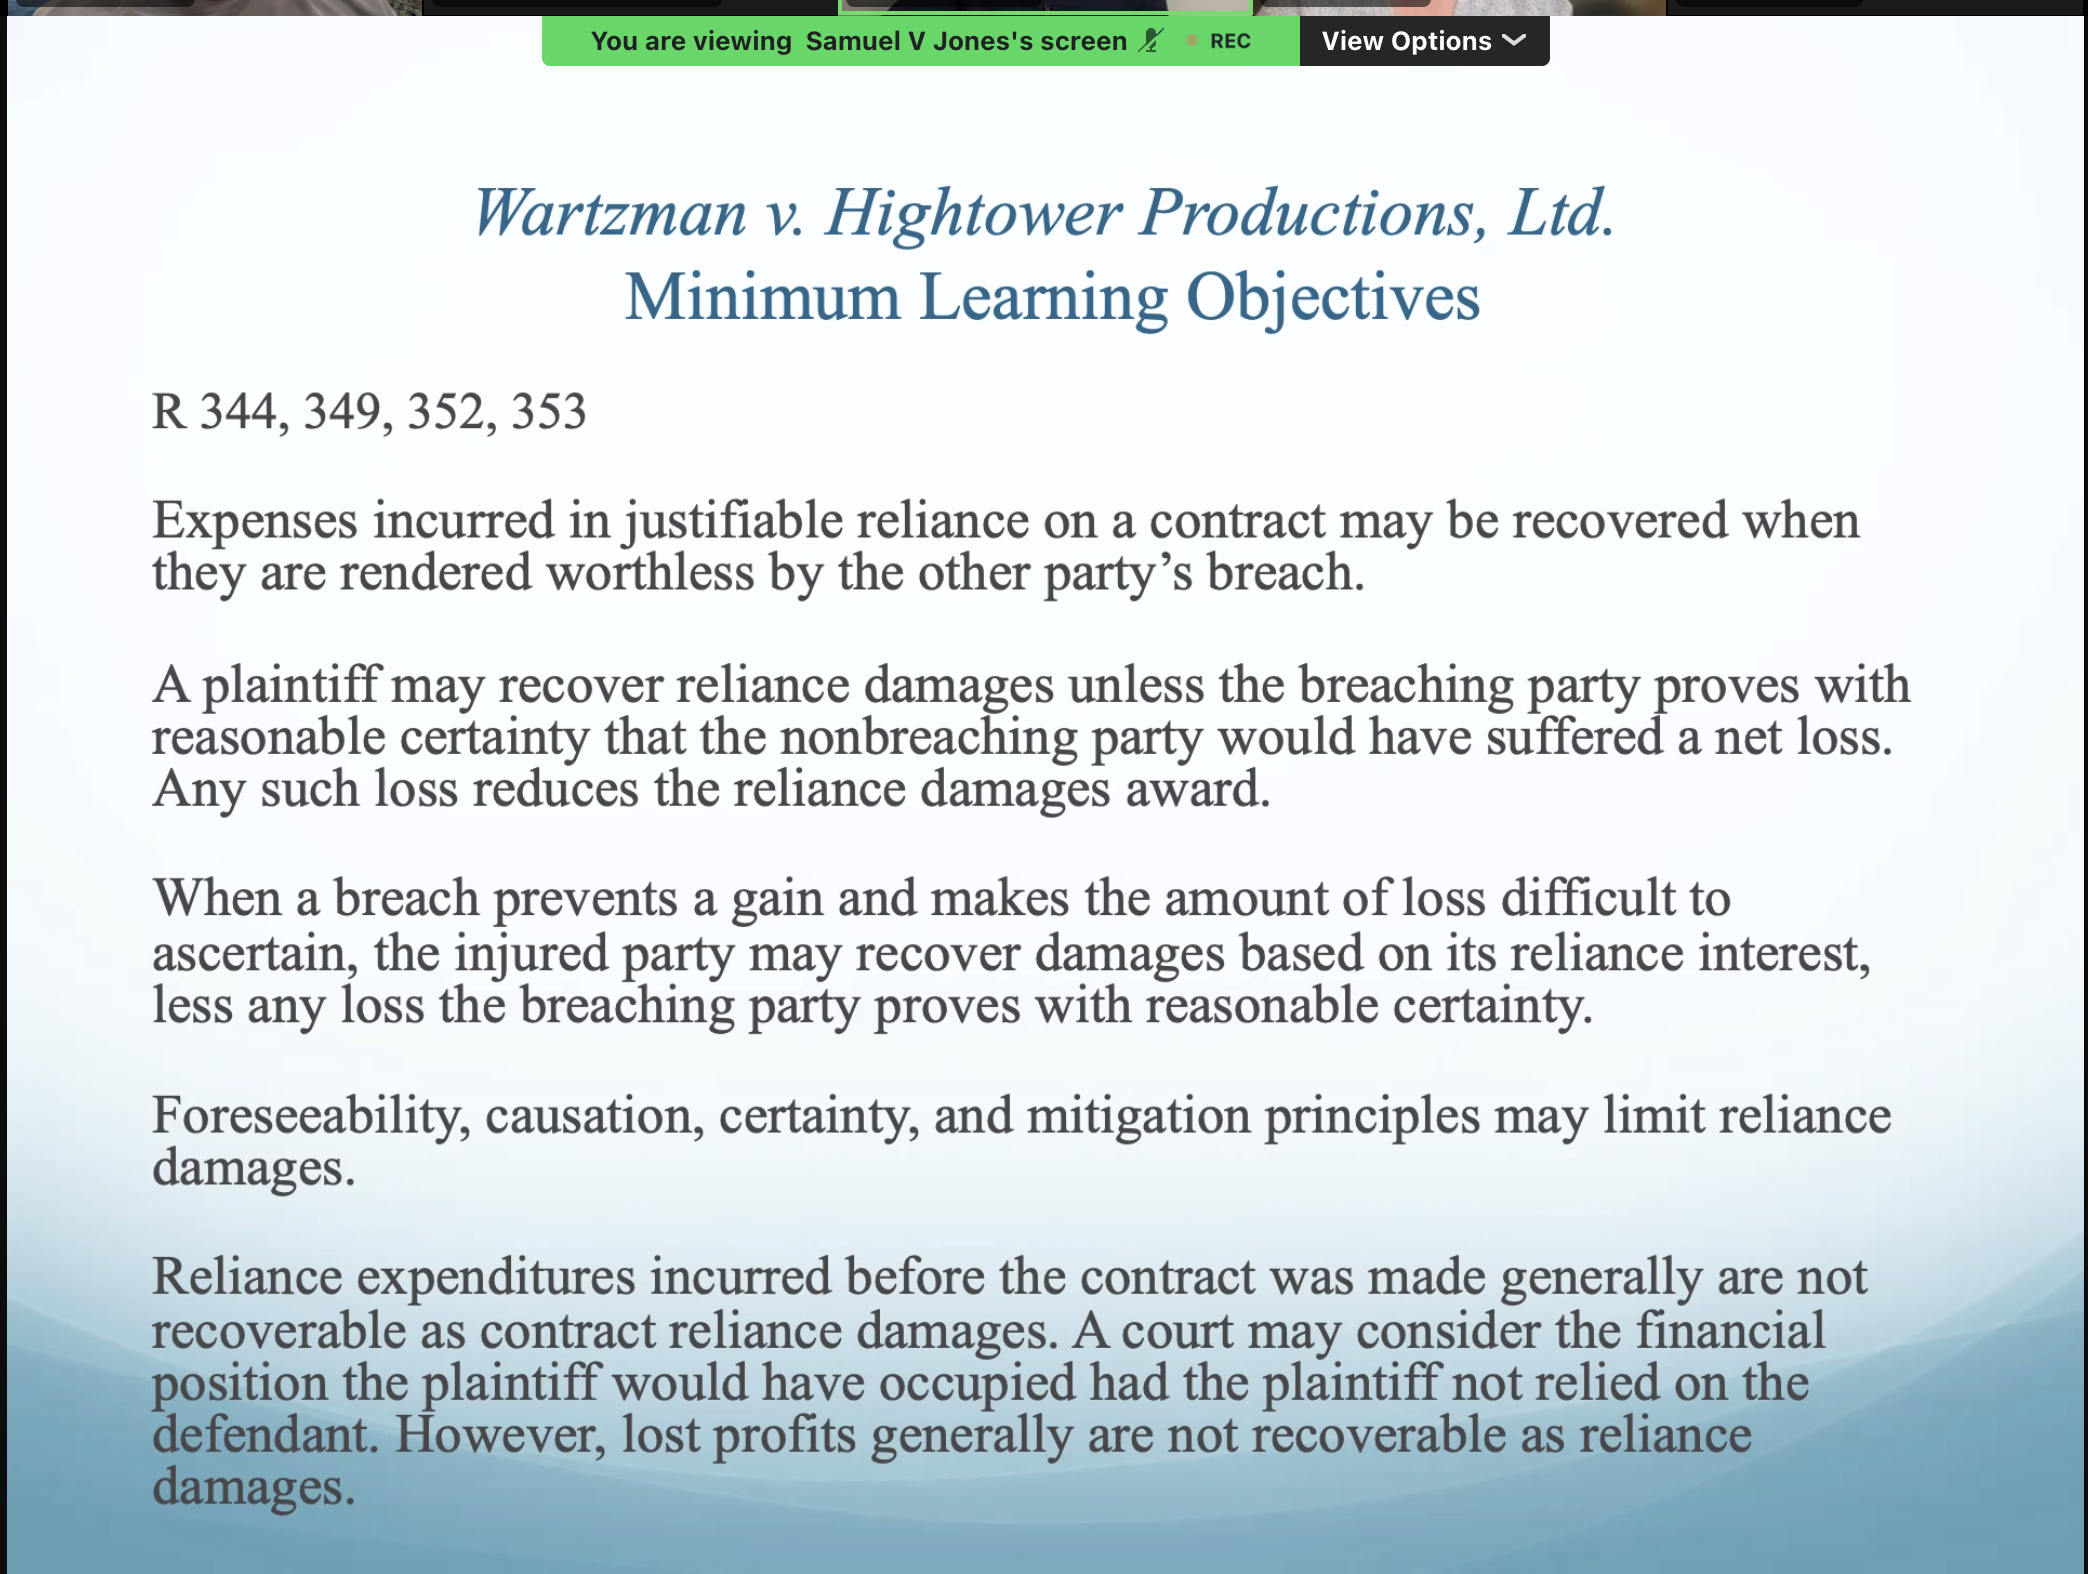 You are viewing Samuel V Jones's screen REC View Options
Wartzman v. Hightower Productions, Ltd.
Minimum Learning Objectives
R 344, 349, 352, 353
Expenses incurred in justifiable reliance on a contract may be recovered when
they are rendered worthless by the other party’s breach.
A plaintiff may recover reliance damages unless the breaching party proves with
reasonable certainty that the nonbreaching party would have suffered a net loss.
Any such loss reduces the reliance damages award.
When a breach prevents a gain and makes the amount of loss difficult to
ascertain, the injured party may recover damages based on its reliance interest,
less any loss the breaching party proves with reasonable certainty.
Foreseeability, causation, certainty, and mitigation principles may limit reliance
damages.
Reliance expenditures incurred before the contract was made generally are not
recoverable as contract reliance damages. A court may consider the financial
position the plaintiff would have occupied had the plaintiff not relied on the
defendant. However, lost profits generally are not recoverable as reliance
damages.